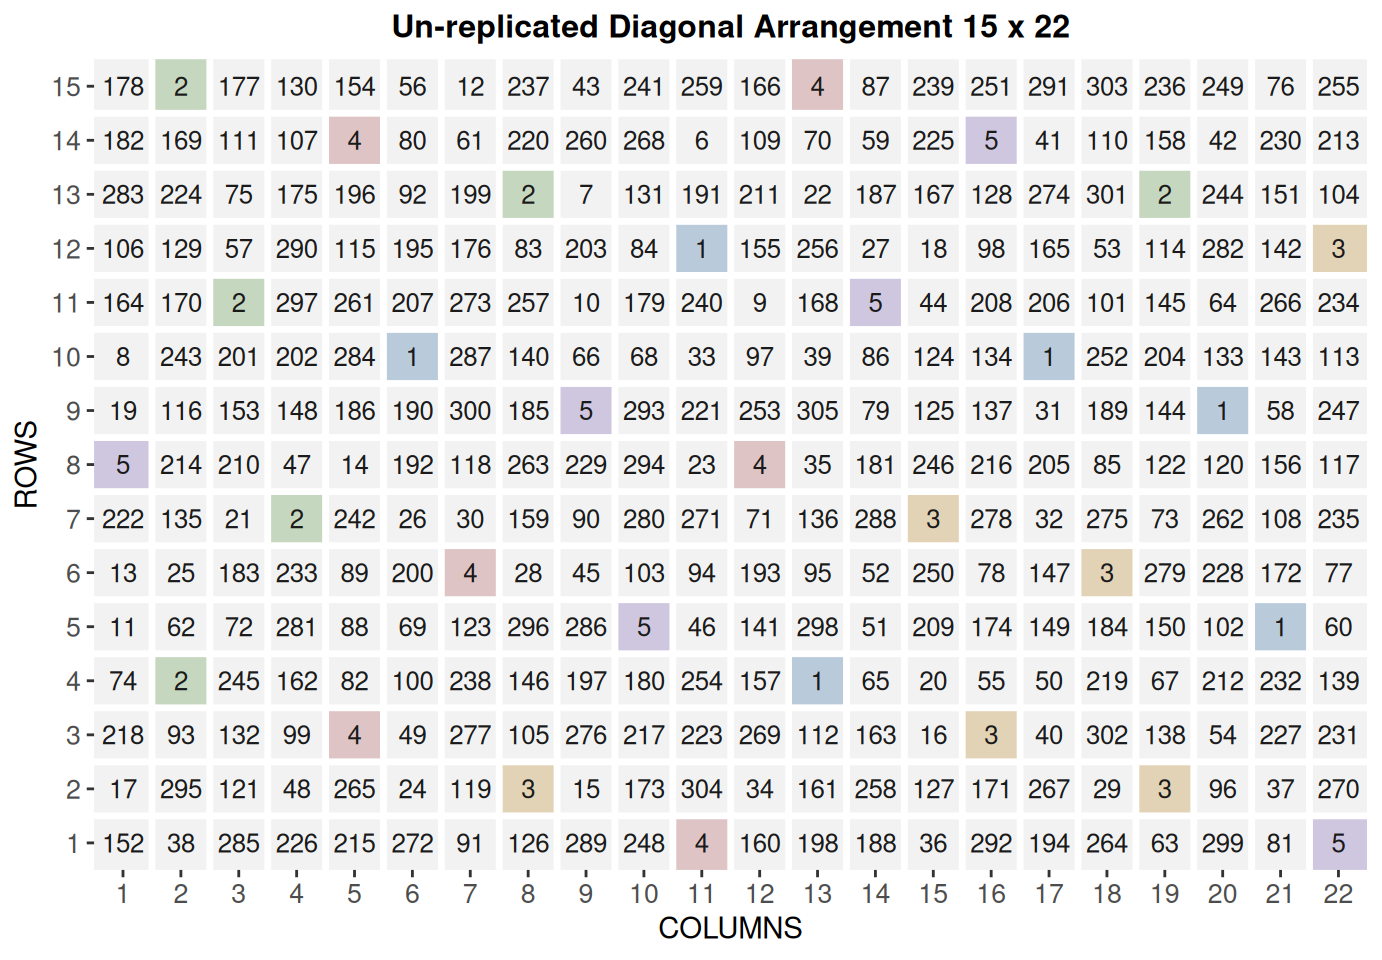 Un-replicated Diagonal Arrangement 15 x 22
15 178 2 177 130 154 56 12 237 43 241 259 166 4 87 239 251 291 303 236 249 76 255
14 182 169 111 107 4 80 61 220 260 268 6 109 70 59 225 5 41 110 158 42 230 213
13 283 224 75 175 196 92 199 2 7 131 191 211 22 187 167 128 274 301 2 244 151 104
12 106 129 57 290 115 195 176 83 203 84 1 155 256 27 18 98 165 53 114 282 142 3
11 164 170 2 297 261 207 273 257 10 179 240 9 168 5 44 208 206 101 145 64 266 234
10 8 243 201 202 284 1 287 140 66 68 33 97 39 86 124 134 1 252 204 133 143 113
9 19 116 153 148 186 190 300 185 5 293 221 253 305 79 125 137 31 189 144 1 58 247
8 5 214 210 47 14 192 118 263 229 294 23 4 35 181 246 216 205 85 122 120 156 117
7 222 135 21 2 242 26 30 159 90 280 271 71 136 288 3 278 32 275 73 262 108 235
6 13 25 183 233 89 200 4 28 45 103 94 193 95 52 250 78 147 3 279 228 172 77
5 11 62 72 281 88 69 123 296 286 5 46 141 298 51 209 174 149 184 150 102 1 60
4 74 2 245 162 82 100 238 146 197 180 254 157 1 65 20 55 50 219 67 212 232 139
3 218 93 132 99 4 49 277 105 276 217 223 269 112 163 16 3 40 302 138 54 227 231
2 17 295 121 48 265 24 119 3 15 173 304 34 161 258 127 171 267 29 3 96 37 270
1 152 38 285 226 215 272 91 126 289 248 4 160 198 188 36 292 194 264 63 299 81 5
1 2 3 4 5 6 7 8 9 10 11 12 13 14 15 16 17 18 19 20 21 22
COLUMNS
ROWS